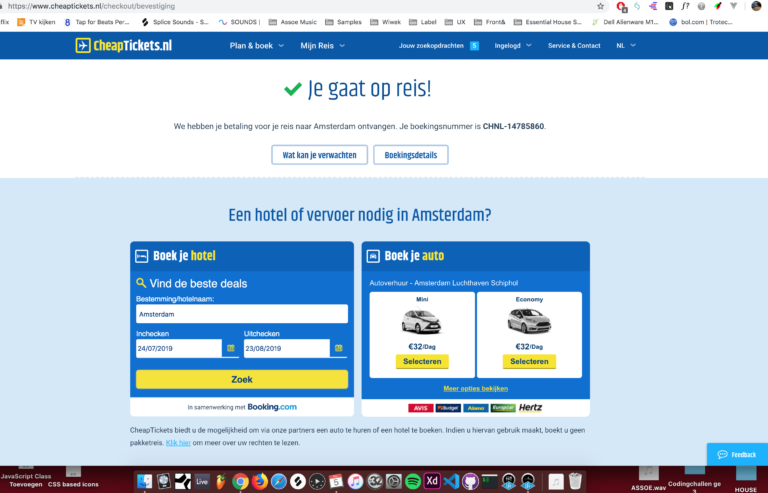 https://www.cheaptickets.nl/checkout/bevestiging
flix TV kijken Tap for Beats Per... Splice Sounds - S... SOUNDS | Assoe Music Samples Wiwek Label UX Front& Essential House S... Dell Alienware M1... bol.com | Trotec...
CheapTickets.nl Plan & boek Mijn Reis Jouw zoekopdrachten 5 Ingelogd Service & Contact NL
Je gaat op reis!
We hebben je betaling voor je reis naar Amsterdam ontvangen. Je boekingsnummer is CHNL-14785860.
Wat kan je verwachten Boekingsdetails
Een hotel of vervoer nodig in Amsterdam?
Boek je hotel
Vind de beste deals
Bestemming/hotelnaam:
Amsterdam
Inchecken Uitchecken
24/07/2019 23/08/2019
Zoek
In samenwerking met Booking.com
Boek je auto
Autoverhuur - Amsterdam Luchthaven Schiphol
Mini Economy
€32/Dag €32/Dag
Selecteren Selecteren
Meer opties bekijken
AVIS Budget Alamo Europcar Hertz
CheapTickets biedt u de mogelijkheid om via onze partners een auto te huren of een hotel te boeken. Indien u hiervan gebruik maakt, boekt u geen
pakketreis. Klik hier om meer over uw rechten te lezen.
Feedback
JavaScript Class
Toevoegen CSS based icons
Live
5
Xd
ASSOE.wav
Codingchallen ge
3
HOUSE